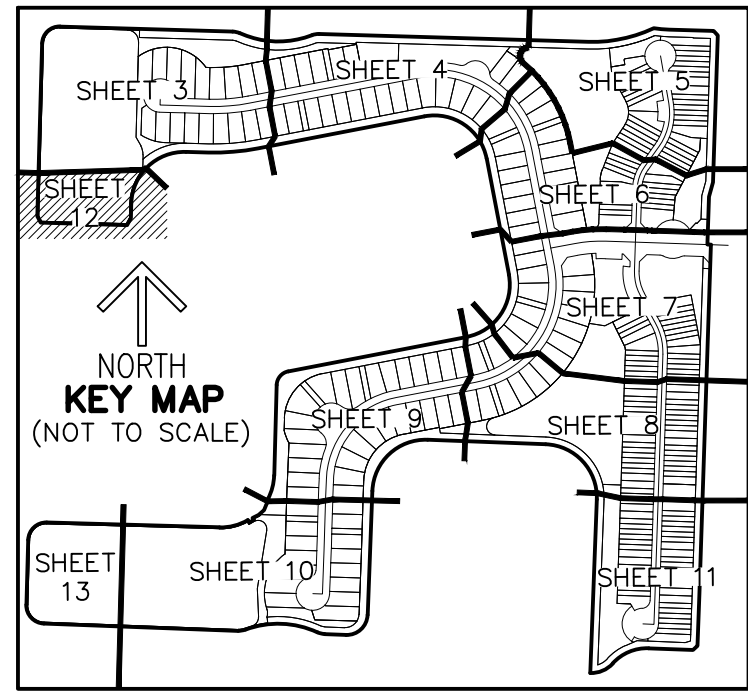 SHEET 4
SHEET 5
SHEET 3
SHEET
12
SHEET 6
NORTH
KEY MAP
(NOT TO SCALE)
SHEET 7
SHEET 9
SHEET 8
SHEET
13
SHEET 10
SHEET 11